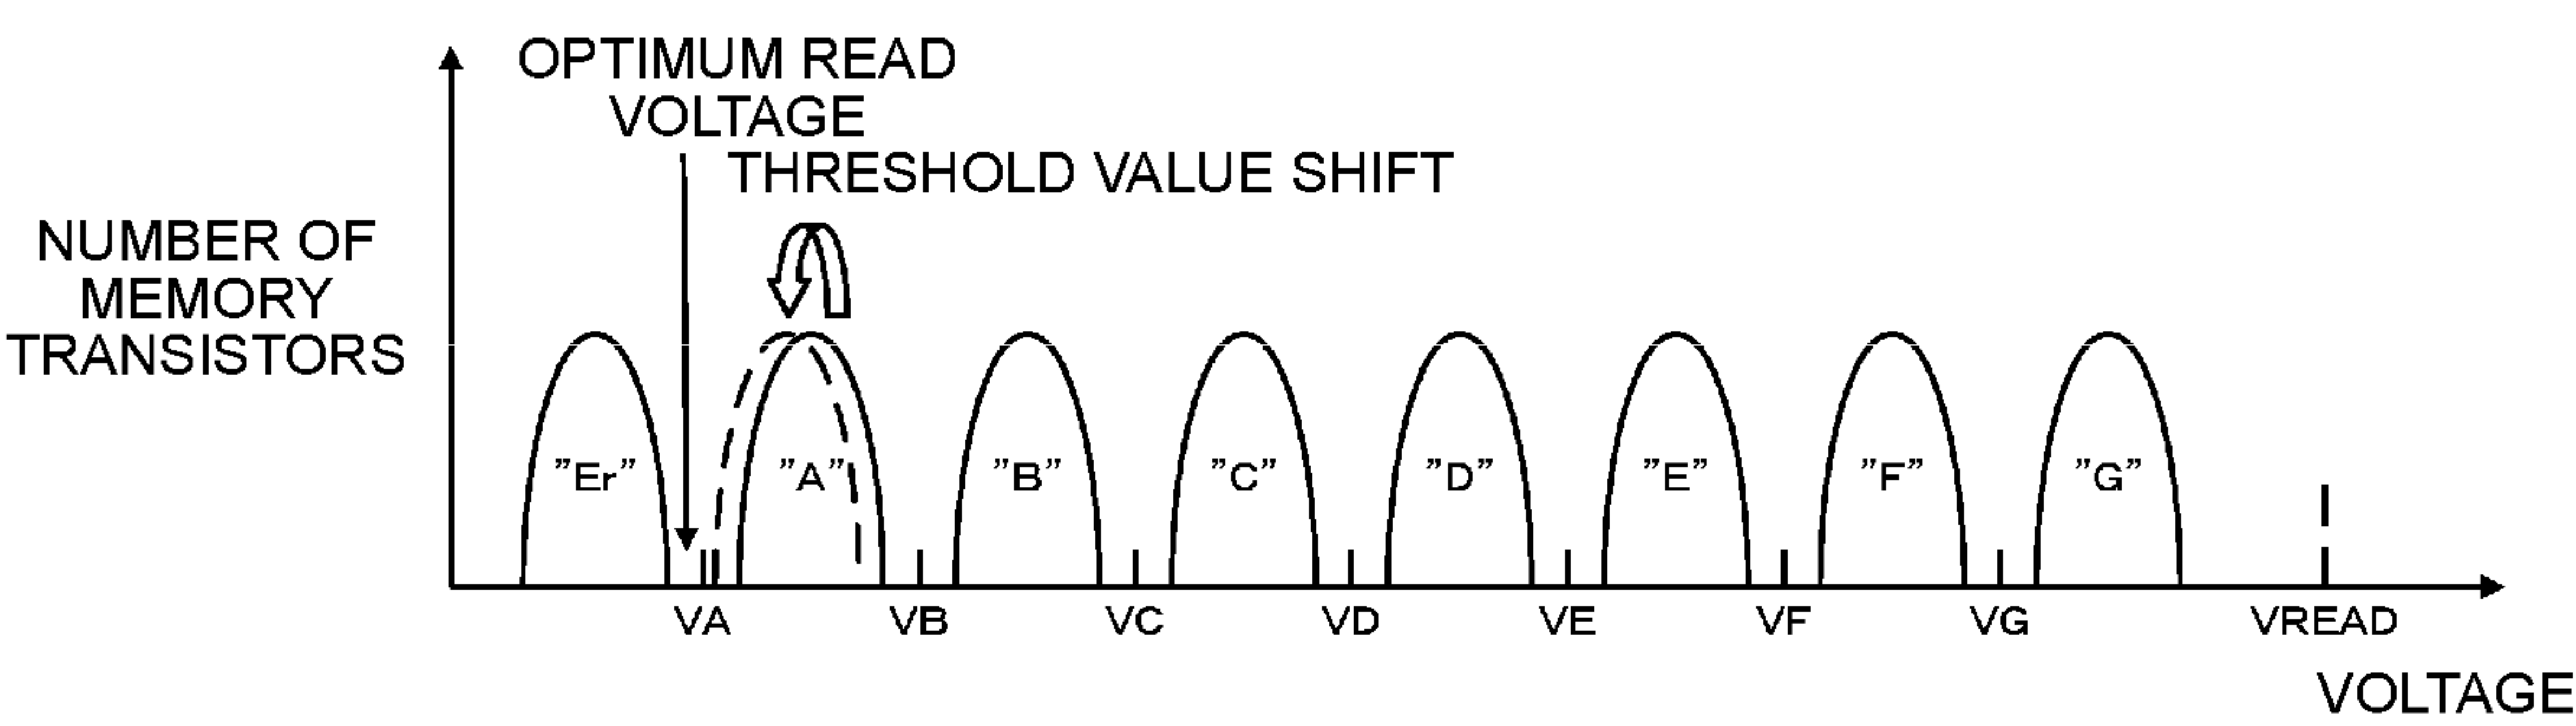 OPTIMUM READ
VOLTAGE
THRESHOLD VALUE SHIFT
NUMBER OF
MEMORY
TRANSISTORS
”Er” ”A” ”B” ”C” ”D” ”E” ”F” ”G”
VA VB VC VD VE VF VG VREAD
VOLTAGE